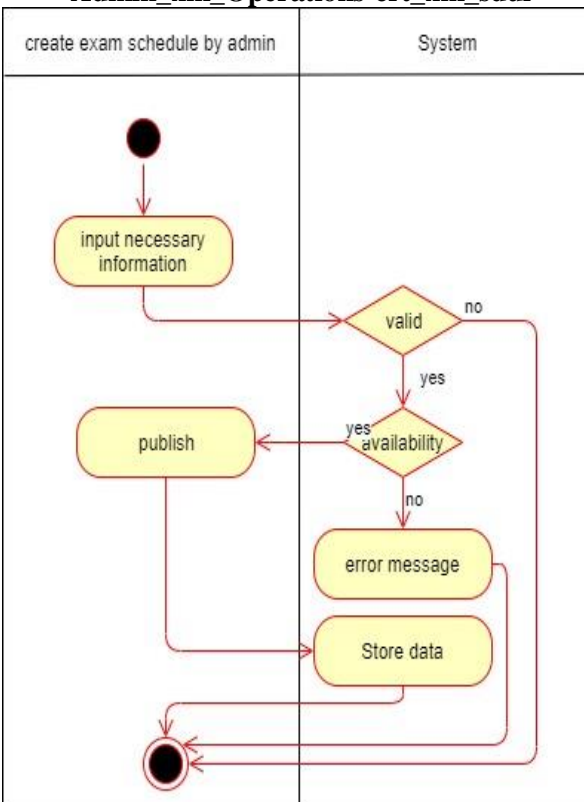 create exam schedule by admin
System
input necessary
information
valid
no
yes
publish
yes
availability
no
error message
Store data